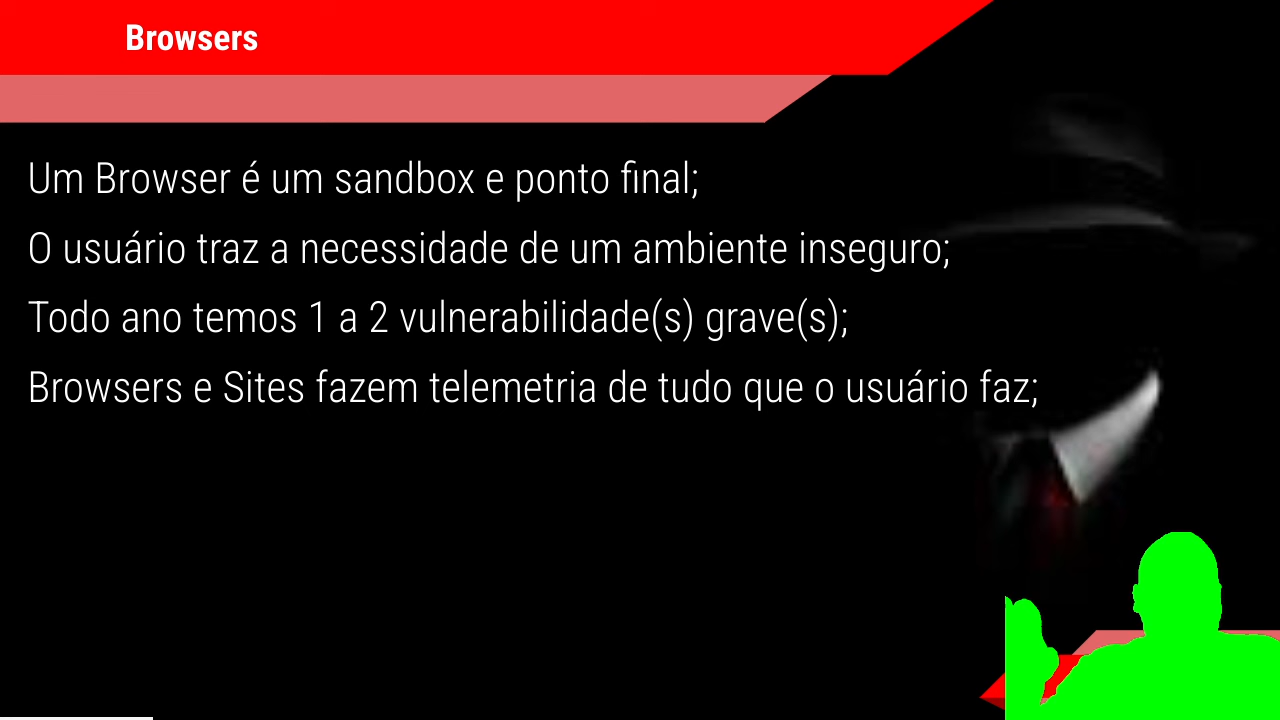 Browsers
Um Browser é um sandbox e ponto final;
O usuário traz a necessidade de um ambiente inseguro;
Todo ano temos 1 a 2 vulnerabilidade(s) grave(s);
Browsers e Sites fazem telemetria de tudo que o usuário faz;